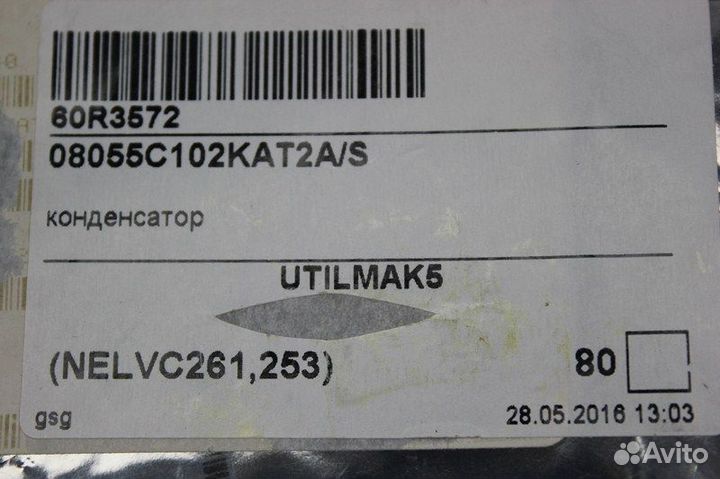 60R3572
08055C102KAT2A/S
конденсатор
UTILMAK5
(NELVC261,253) 80
gsg 28.05.2016 13:03
Avito